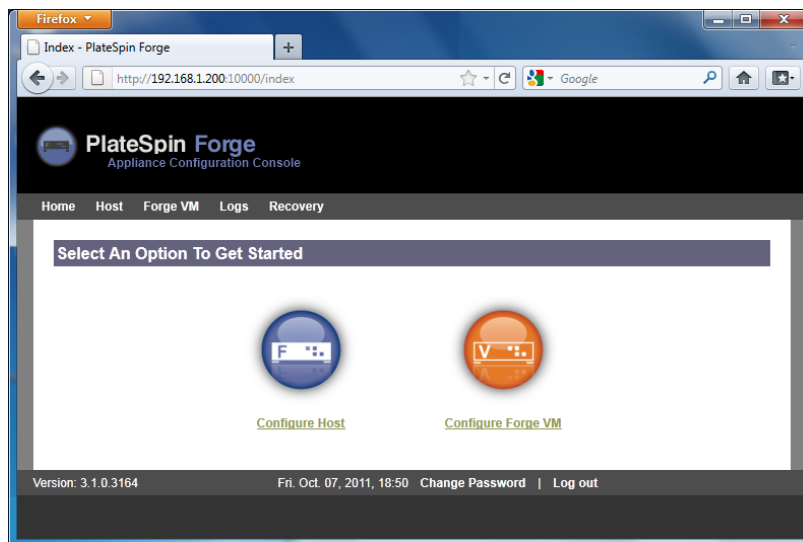 Firefox
Index - PlateSpin Forge
http://192.168.1.200:10000/index
Google
PlateSpin Forge
Appliance Configuration Console
Home Host Forge VM Logs Recovery
Select An Option To Get Started
F V
Configure Host Configure Forge VM
Version: 3.1.0.3164 Fri. Oct. 07, 2011, 18:50 Change Password | Log out